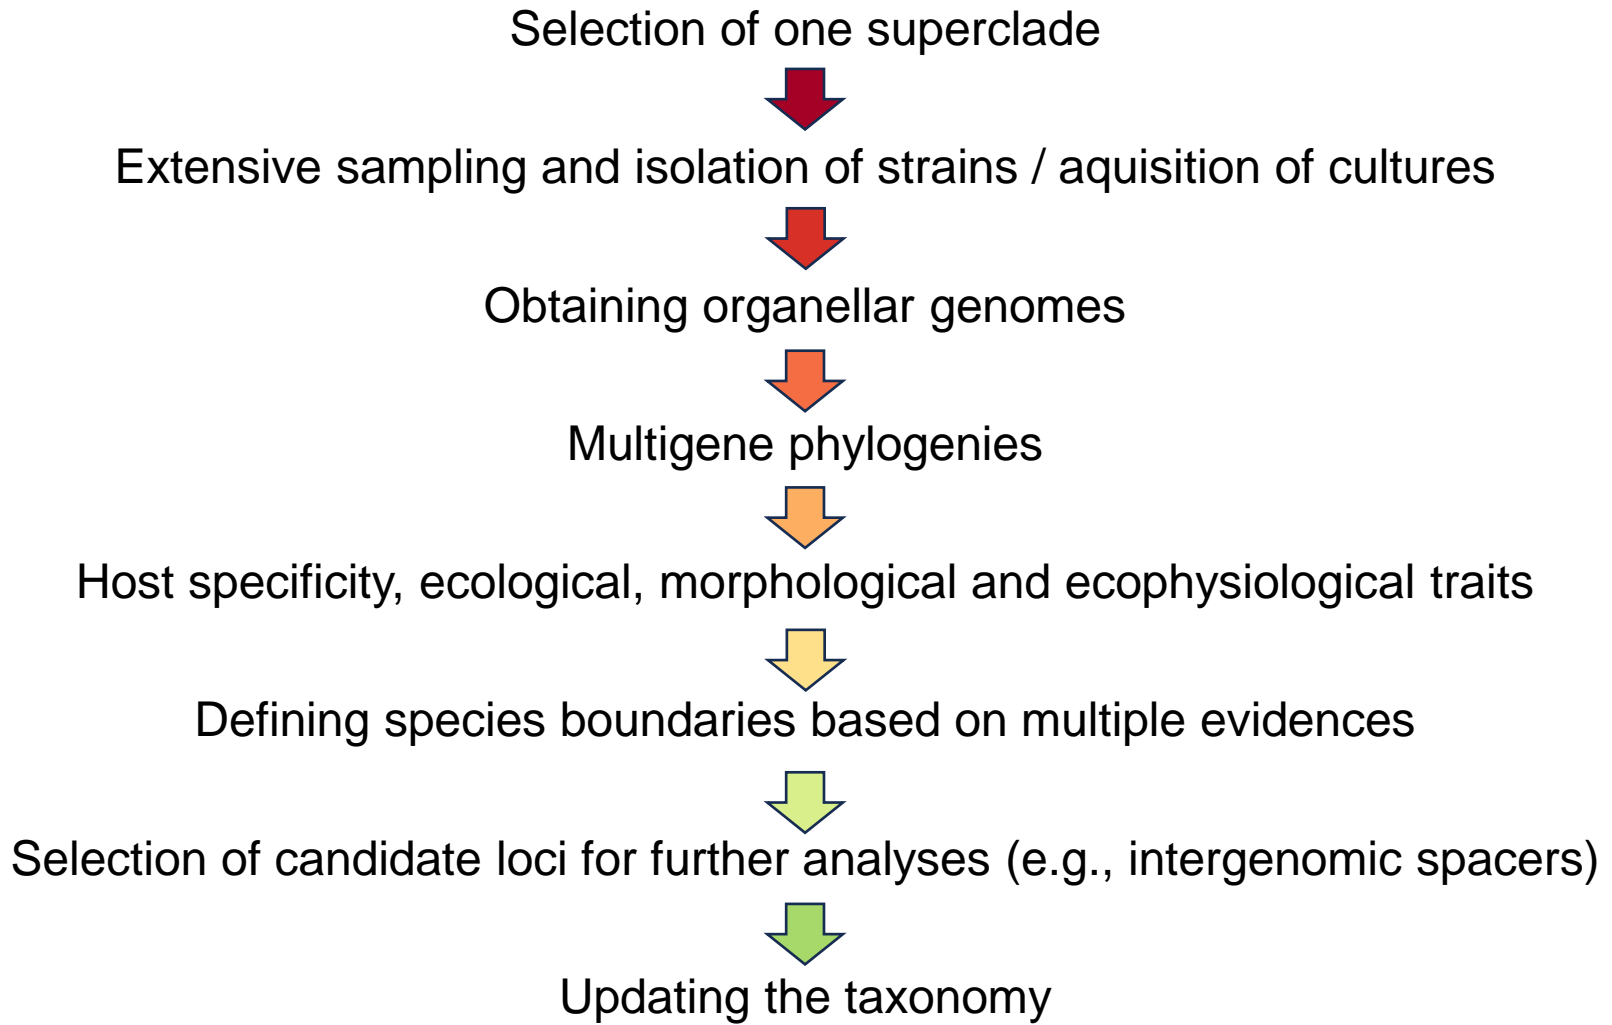 Selection of one superclade
Extensive sampling and isolation of strains / aquisition of cultures
Obtaining organellar genomes
Multigene phylogenies
Host specificity, ecological, morphological and ecophysiological traits
Defining species boundaries based on multiple evidences
Selection of candidate loci for further analyses (e.g., intergenomic spacers)
Updating the taxonomy